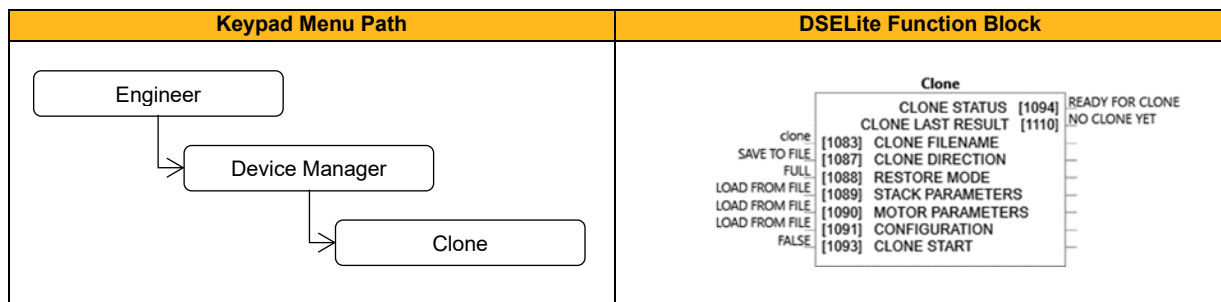 Keypad Menu Path
DSELite Function Block
Engineer
Device Manager
Clone
Clone
CLONE STATUS [1094] READY FOR CLONE
CLONE LAST RESULT [1110] NO CLONE YET
clone [1083] CLONE FILENAME
SAVE TO FILE [1087] CLONE DIRECTION
FULL [1088] RESTORE MODE
LOAD FROM FILE [1089] STACK PARAMETERS
LOAD FROM FILE [1090] MOTOR PARAMETERS
LOAD FROM FILE [1091] CONFIGURATION
FALSE [1093] CLONE START